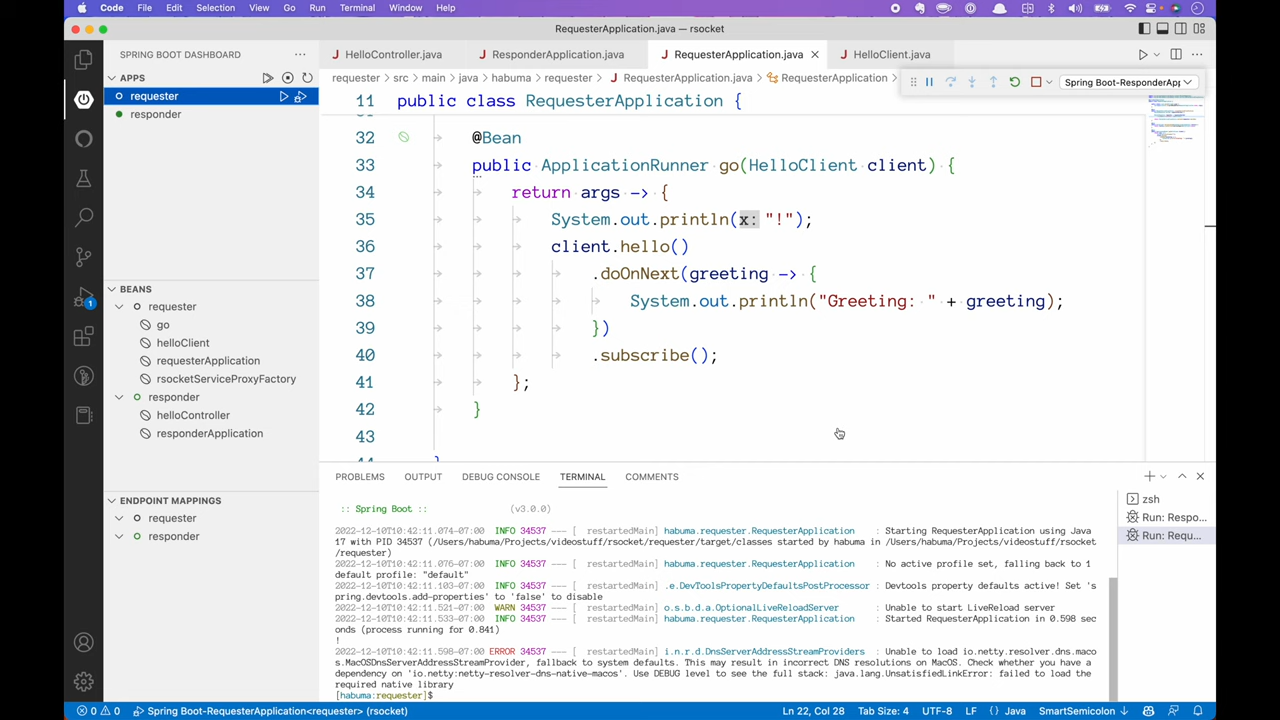 Code File Edit Selection View Go Run Terminal Window Help
RequesterApplication.java — rsocket
SPRING BOOT DASHBOARD
HelloController.java ResponderApplication.java RequesterApplication.java HelloClient.java
APPS
requester src main java habuma requester RequesterApplication.java RequesterApplication
Spring Boot-ResponderApp
requester
responder
11 public class RequesterApplication {
32 @Bean
33 public ApplicationRunner go(HelloClient client) {
34 return args -> {
35 System.out.println(x: "!");
36 client.hello()
37 .doOnNext(greeting -> {
38 System.out.println("Greeting: " + greeting);
39 })
40 .subscribe();
41 };
42 }
43
BEANS
requester
go
helloClient
requesterApplication
rsocketServiceProxyFactory
responder
helloController
responderApplication
ENDPOINT MAPPINGS
requester
responder
1
PROBLEMS OUTPUT DEBUG CONSOLE TERMINAL COMMENTS
zsh
Run: Respo...
Run: Requ...
:: Spring Boot :: (v3.0.0)
2022-12-10T10:42:11.074-07:00 INFO 34537 --- [ restartedMain] habuma.requester.RequesterApplication : Starting RequesterApplication using Java
17 with PID 34537 (/Users/habuma/Projects/videostuff/rsocket/requester/target/classes started by habuma in /Users/habuma/Projects/videostuff/rsocket
/requester)
2022-12-10T10:42:11.076-07:00 INFO 34537 --- [ restartedMain] habuma.requester.RequesterApplication : No active profile set, falling back to 1
default profile: "default"
2022-12-10T10:42:11.103-07:00 INFO 34537 --- [ restartedMain] .e.DevToolsPropertyDefaultsPostProcessor : Devtools property defaults active! Set 's
pring.devtools.add-properties' to 'false' to disable
2022-12-10T10:42:11.521-07:00 WARN 34537 --- [ restartedMain] o.s.b.d.a.OptionalLiveReloadServer : Unable to start LiveReload server
2022-12-10T10:42:11.533-07:00 INFO 34537 --- [ restartedMain] habuma.requester.RequesterApplication : Started RequesterApplication in 0.598 sec
onds (process running for 0.841)
!
2022-12-10T10:42:11.598-07:00 ERROR 34537 --- [ restartedMain] i.n.r.d.DnsServerAddressStreamProviders : Unable to load io.netty.resolver.dns.maco
s.MacOSDnsServerAddressStreamProvider, fallback to system defaults. This may result in incorrect DNS resolutions on MacOS. Check whether you have a
dependency on 'io.netty:netty-resolver-dns-native-macos'. Use DEBUG level to see the full stack: java.lang.UnsatisfiedLinkError: failed to load the
required native library
[habuma:requester]$
0 0 Spring Boot-RequesterApplication<requester> (rsocket) Ln 22, Col 28 Tab Size: 4 UTF-8 LF {} Java SmartSemicolon